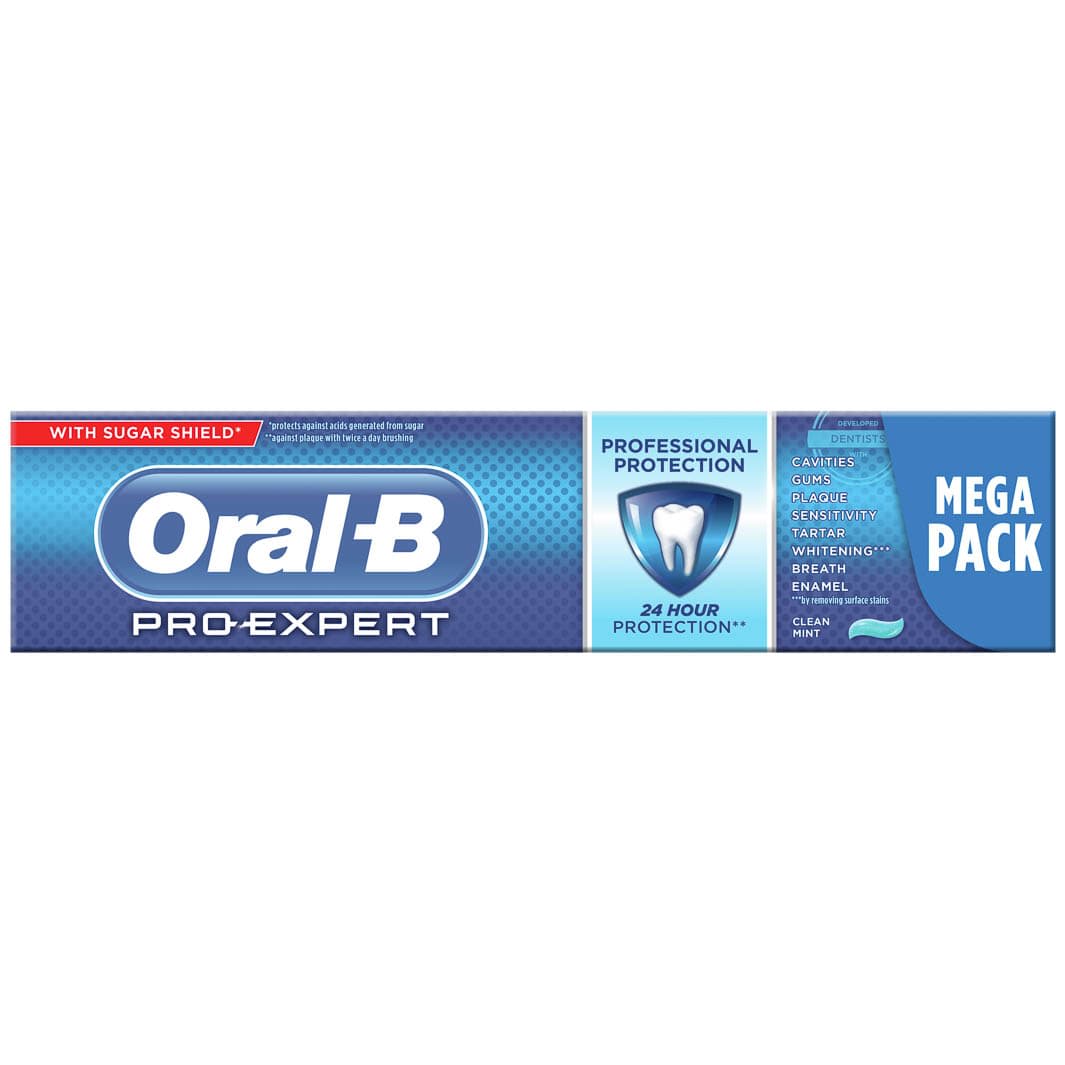 WITH SUGAR SHIELD*
*protects against acids generated from sugar
**against plaque with twice a day brushing
Oral-B
PRO-EXPERT
PROFESSIONAL
PROTECTION
24 HOUR
PROTECTION**
DEVELOPED
DENTISTS
WITH
CAVITIES
GUMS
PLAQUE
SENSITIVITY
TARTAR
WHITENING***
BREATH
ENAMEL
***by removing surface stains
CLEAN
MINT
MEGA
PACK